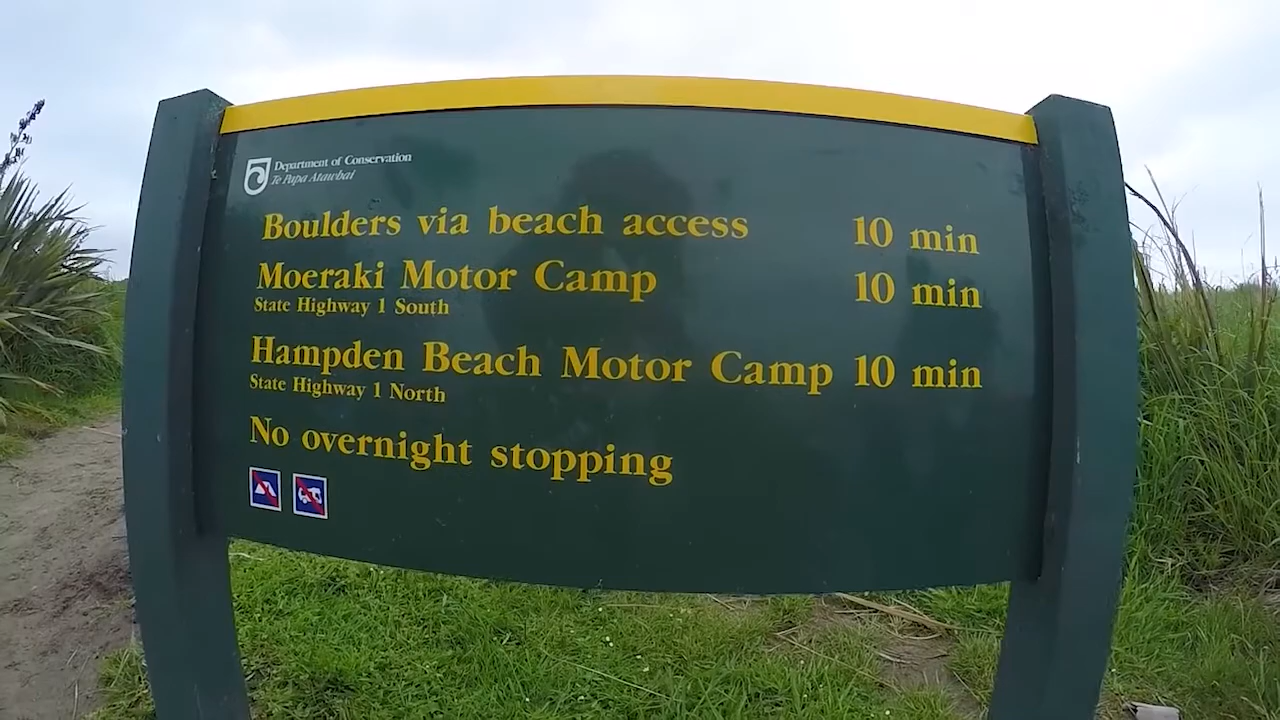 Department of Conservation
Te Papa Atawhai
Boulders via beach access 10 min
Moeraki Motor Camp 10 min
State Highway 1 South
Hampden Beach Motor Camp 10 min
State Highway 1 North
No overnight stopping